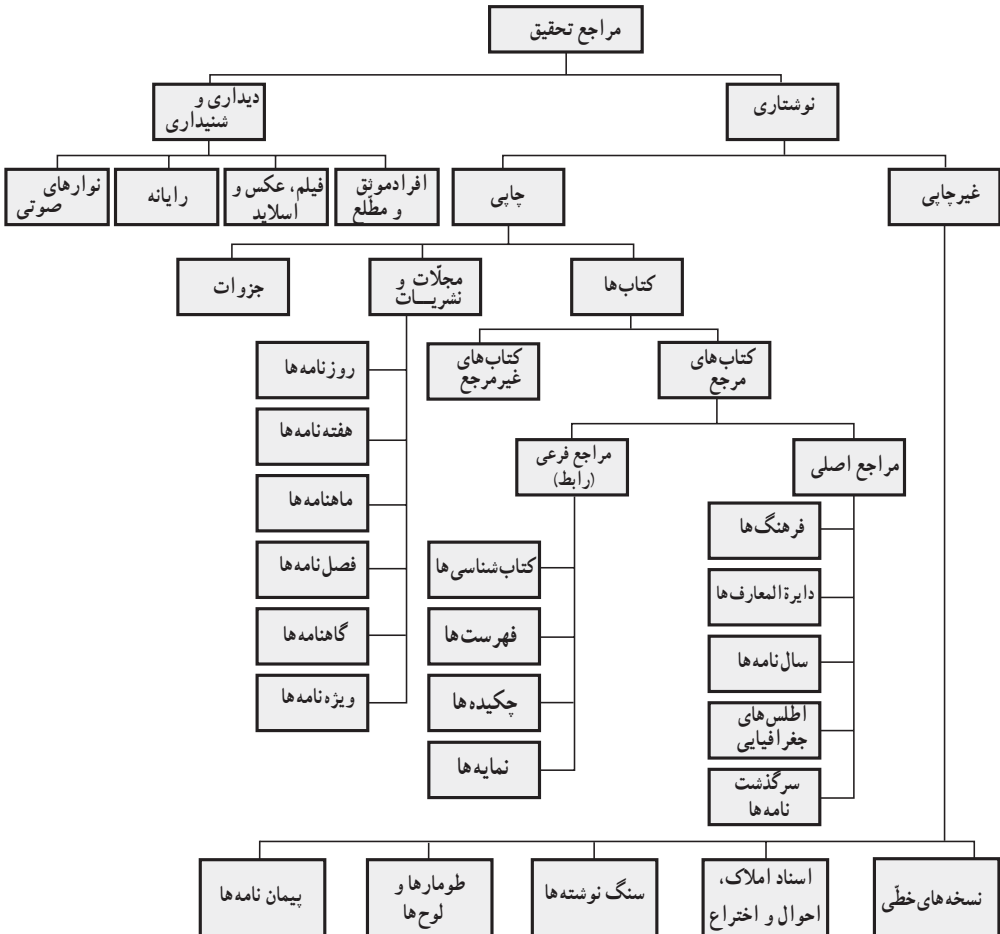 مراجع تحقیق
نوشتاری
دیداری و
شنیداری
غیرچاپی
چاپی
افرادموثق
و مطّلع
فیلم، عکس و
اسلاید
رایانه
نوارهای
صوتی
کتاب‌ها
مجلّات و
نشریــات
جزوات
کتاب‌های
مرجع
کتاب‌های
غیرمرجع
مراجع اصلی
مراجع فرعی
(رابط)
فرهنگ‌ها
دایرةالمعارف‌ها
سال‌نامه‌ها
اطلس‌های
جغرافیایی
سرگذشت
نامه‌ها
کتاب‌شناسی‌ها
فهرست‌ها
چکیده‌ها
نمایه‌ها
روزنامه‌ها
هفته‌نامه‌ها
ماهنامه‌ها
فصل‌نامه‌ها
گاهنامه‌ها
ویژه‌نامه‌ها
نسخه‌های‌خطّی
اسناد املاک،
احوال و اختراع
سنگ نوشته‌ها
طومارها و
لوح‌ها
پیمان نامه‌ها